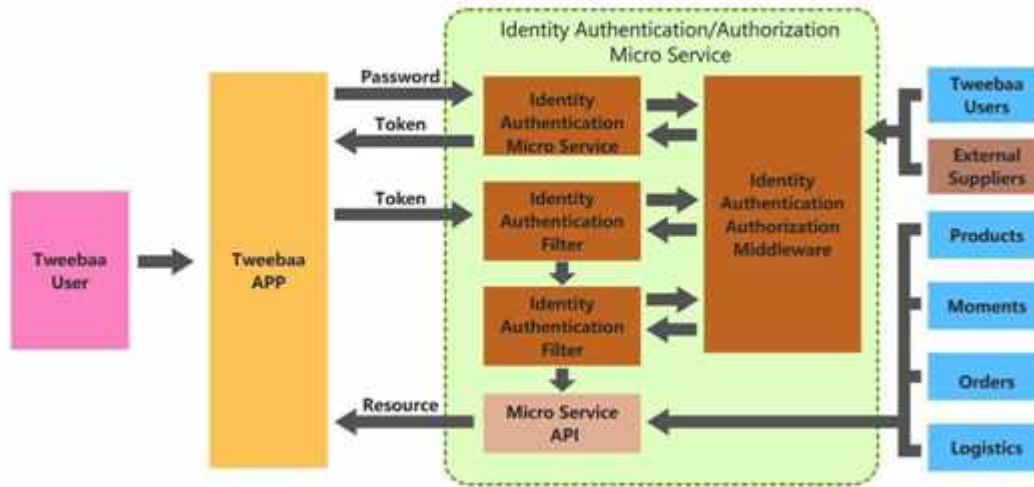 Identity Authentication/Authorization
Micro Service
Password
Token
Token
Resource
Tweebaa
User
Tweebaa
APP
Identity
Authentication
Micro Service
Identity
Authentication
Filter
Identity
Authentication
Filter
Micro Service
API
Identity
Authentication
Authorization
Middleware
Tweebaa
Users
External
Suppliers
Products
Moments
Orders
Logistics